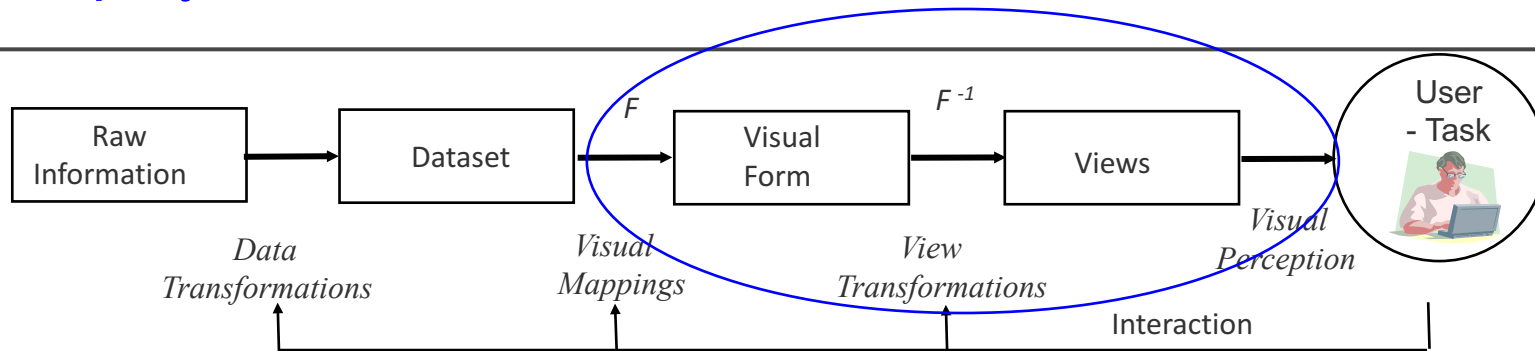 F
F -1
User
- Task
Raw
Information
Dataset
Visual
Form
Views
Data
Transformations
Visual
Mappings
View
Transformations
Visual
Perception
Interaction